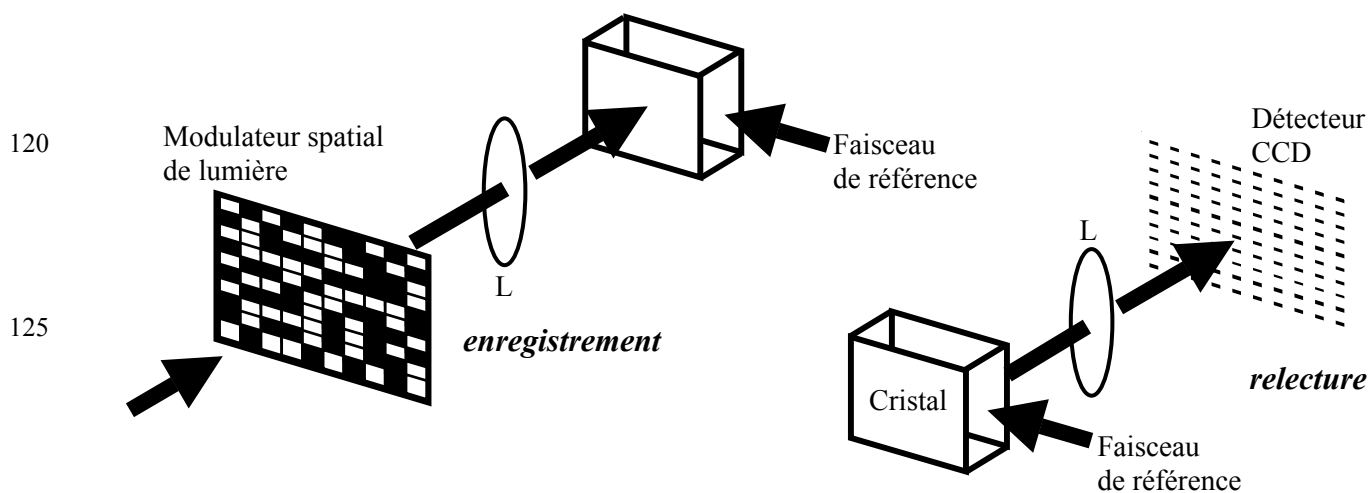 120
Modulateur spatial
de lumière
Faisceau
de référence
L
125
enregistrement
Détecteur
CCD
L
Cristal
relecture
Faisceau
de référence